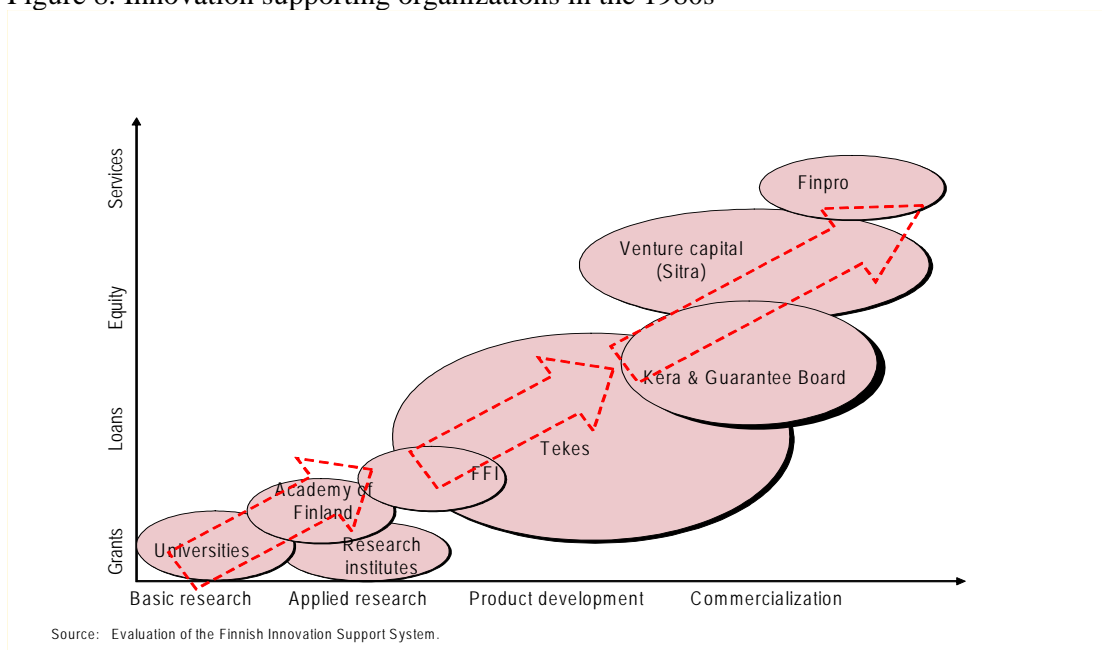 Figure 8. Innovation supporting organizations in the 1980s
Services
Finpro
Venture capital
(Sitra)
Equity
Kera & Guarantee Board
Loans
Tekes
FFI
Academy of
Finland
Grants
Universities
Research
institutes
Basic research
Applied research
Product development
Commercialization
Source: Evaluation of the Finnish Innovation Support System.